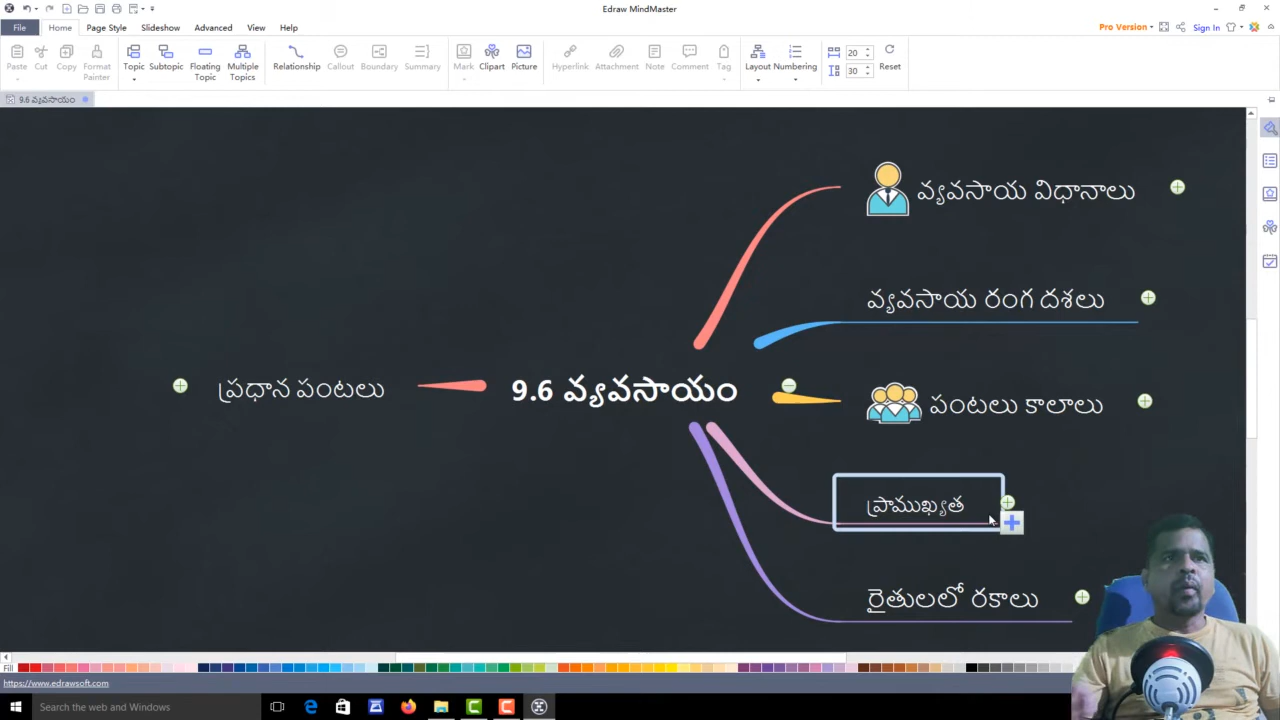 Edraw MindMaster
File Home Page Style Slideshow Advanced View Help
Pro Version Sign In
Paste Cut Copy Format Painter Topic Subtopic Floating Topic Multiple Topics Relationship Callout Boundary Summary Mark Clipart Picture Hyperlink Attachment Note Comment Tag Layout Numbering 20 30 Reset
9.6 వ్యవసాయం
వ్యవసాయ విధానాలు
వ్యవసాయ రంగ దశలు
ప్రధాన పంటలు
9.6 వ్యవసాయం
పంటలు కాలాలు
ప్రాముఖ్యత
రైతులలో రకాలు
Fill
https://www.edrawsoft.com
Search the web and Windows